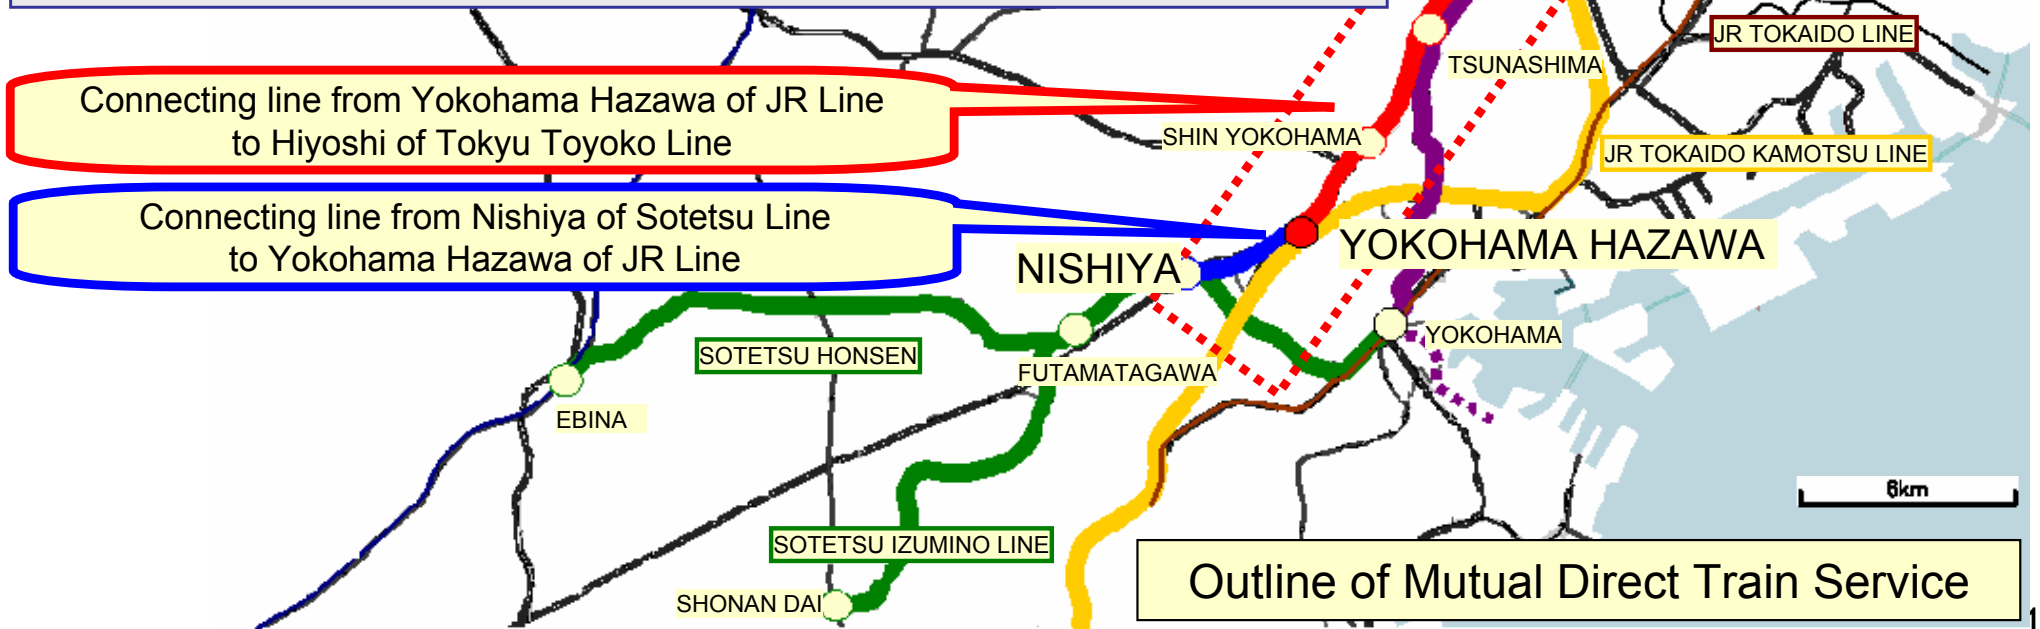 JR TOKAIDO LINE
TSUNASHIMA
Connecting line from Yokohama Hazawa of JR Line
to Hiyoshi of Tokyu Toyoko Line
SHIN YOKOHAMA
JR TOKAIDO KAMOTSU LINE
Connecting line from Nishiya of Sotetsu Line
to Yokohama Hazawa of JR Line
YOKOHAMA HAZAWA
NISHIYA
YOKOHAMA
SOTETSU HONSEN
FUTAMATAGAWA
EBINA
6km
SOTETSU IZUMINO LINE
Outline of Mutual Direct Train Service
SHONAN DAI